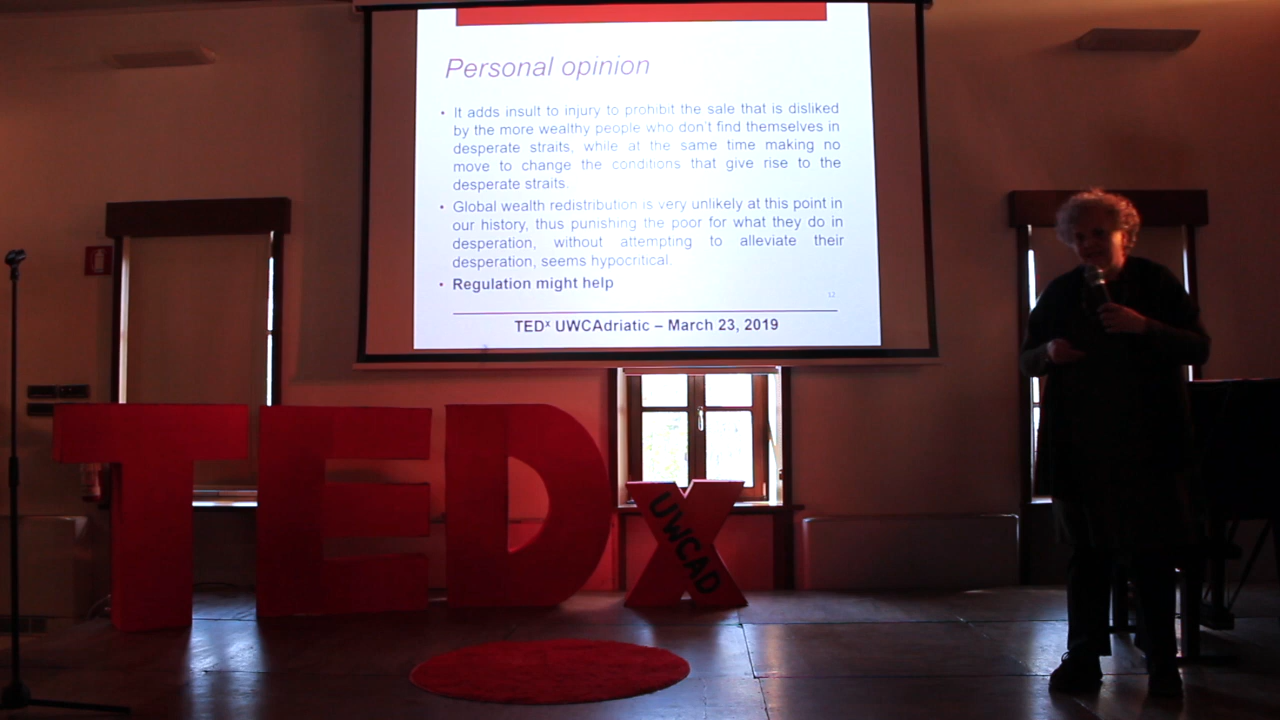 Personal opinion
• It adds insult to injury to prohibit the sale that is disliked
by the more wealthy people who don't find themselves in
desperate straits, while at the same time making no
move to change the conditions that give rise to the
desperate straits.
• Global wealth redistribution is very unlikely at this point in
our history, thus punishing the poor for what they do in
desperation, without attempting to alleviate their
desperation, seems hypocritical.
• Regulation might help
12
TEDx UWCAdriatic – March 23, 2019
TEDx
UWCAD